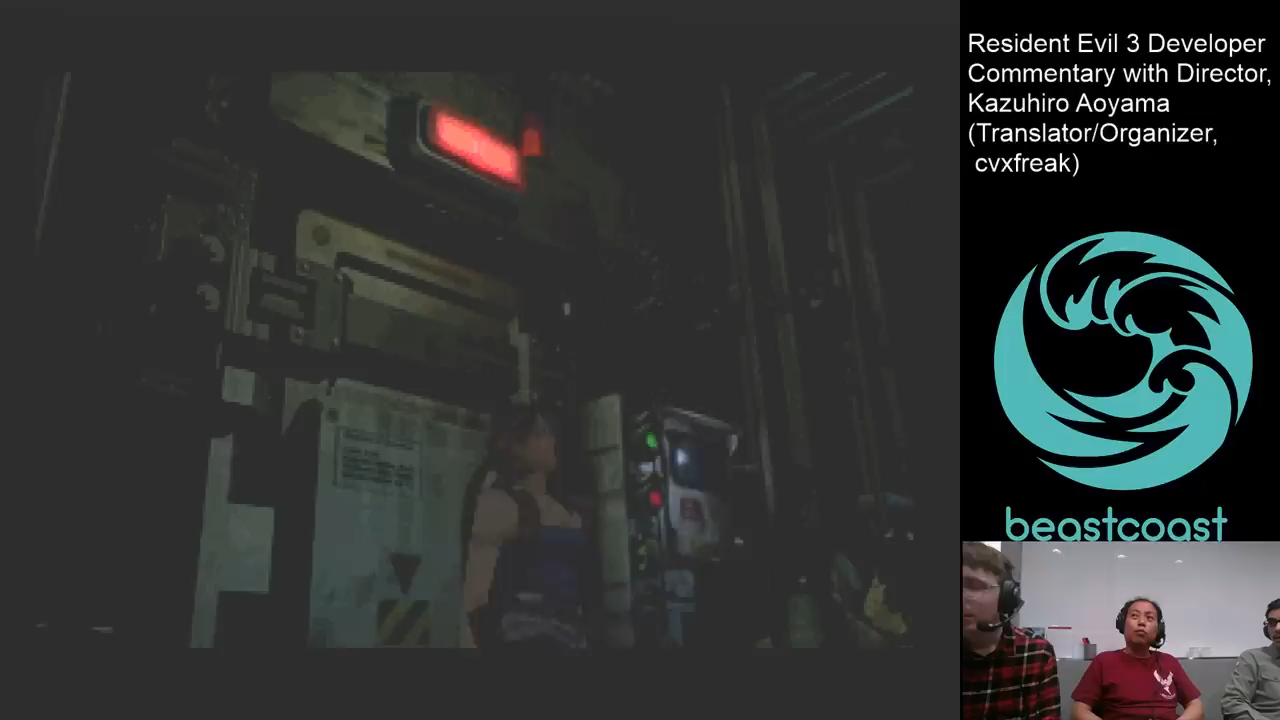 Resident Evil 3 Developer
Commentary with Director,
Kazuhiro Aoyama
(Translator/Organizer,
cvxfreak)
beastcoast